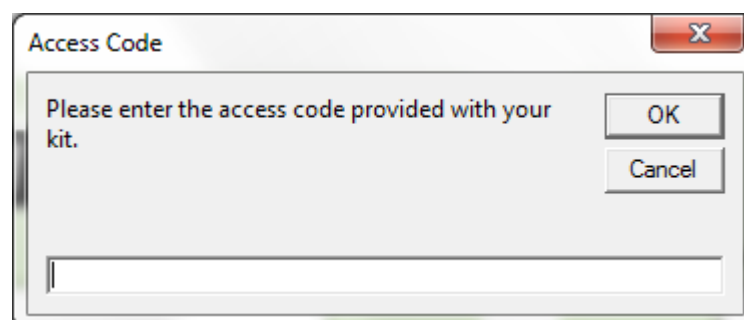 Access Code
Please enter the access code provided with your
kit.
OK
Cancel